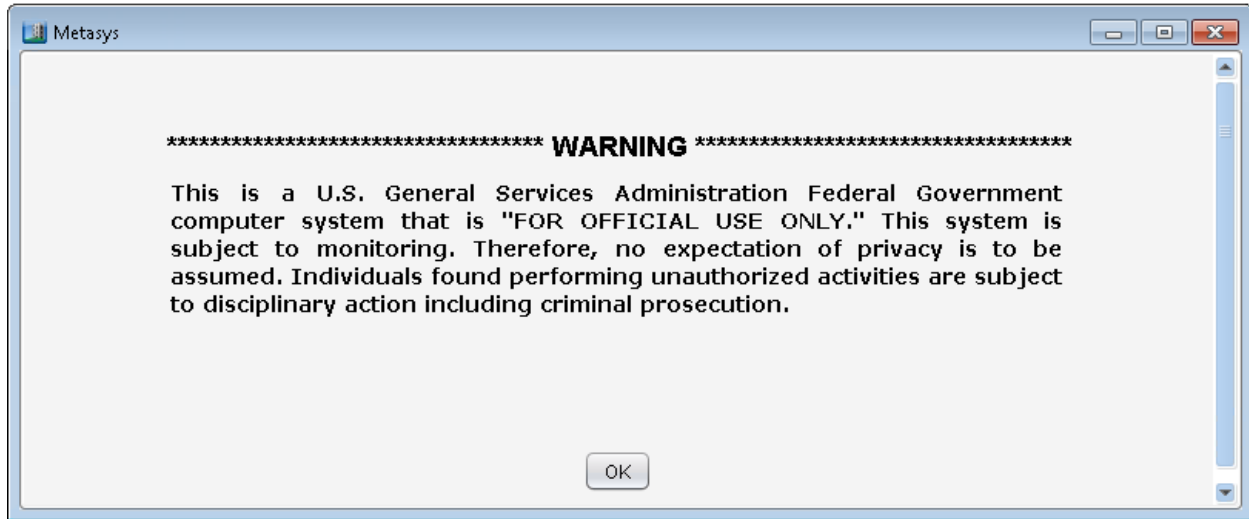 Metasys
*********************************** WARNING ***********************************
This is a U.S. General Services Administration Federal Government
computer system that is "FOR OFFICIAL USE ONLY." This system is
subject to monitoring. Therefore, no expectation of privacy is to be
assumed. Individuals found performing unauthorized activities are subject
to disciplinary action including criminal prosecution.
OK